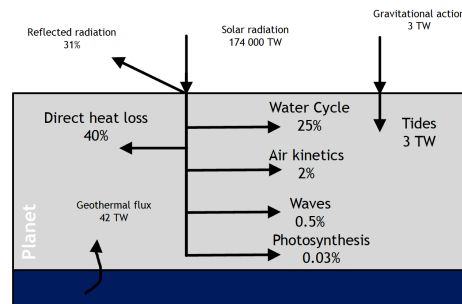 Reflected radiation
31%
Solar radiation
174 000 TW
Gravitational action
3 TW
Direct heat loss
40%
Water Cycle
25%
Tides
3 TW
Air kinetics
2%
Geothermal flux
42 TW
Waves
0.5%
Photosynthesis
0.03%
Planet